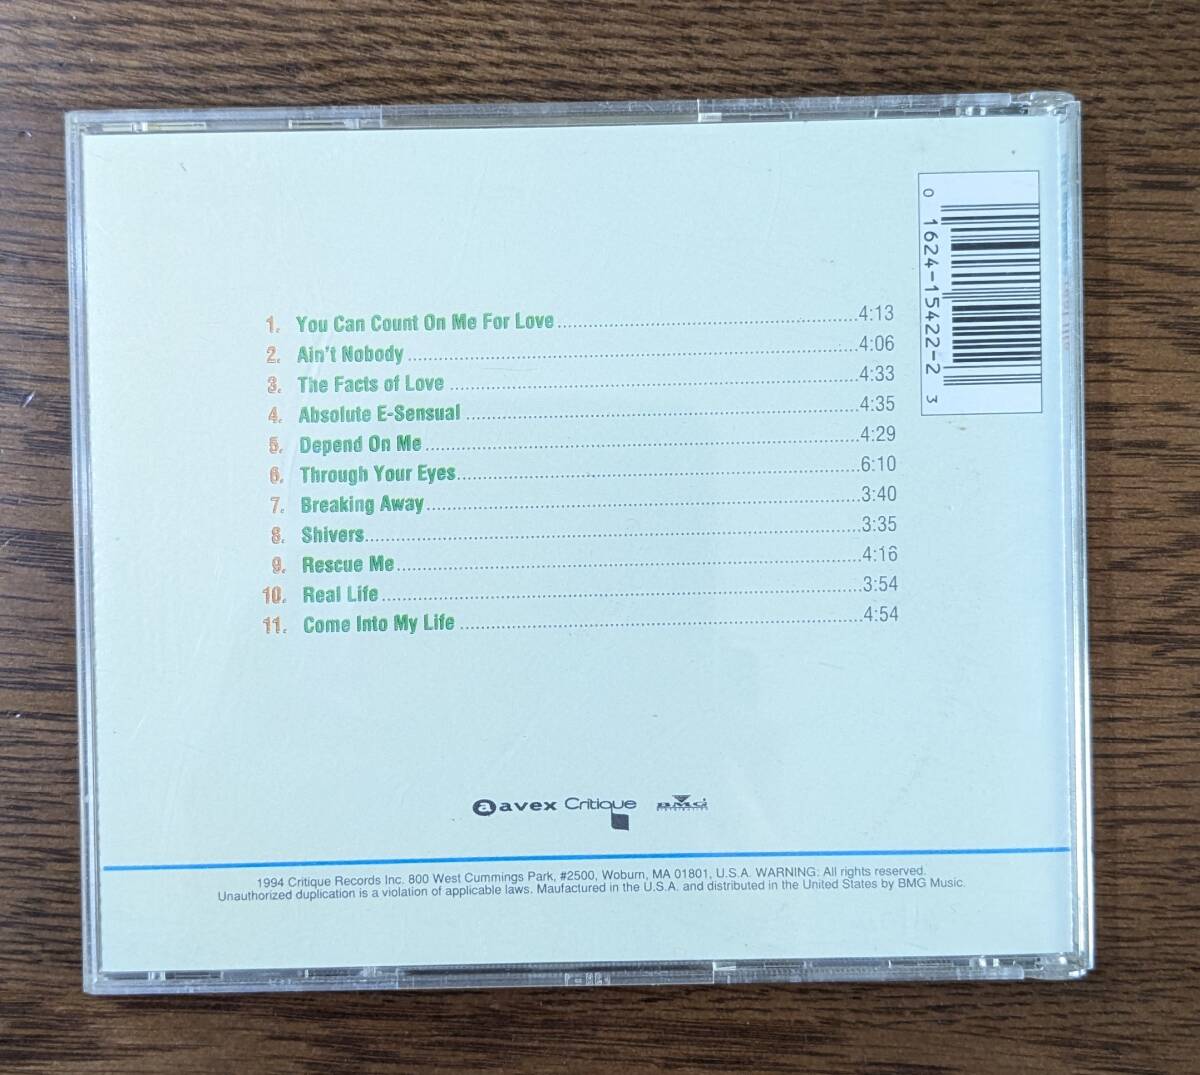 1. You Can Count On Me For Love 4:13
2. Ain't Nobody 4:06
3. The Facts of Love 4:33
4. Absolute E-Sensual 4:35
5. Depend On Me 4:29
6. Through Your Eyes 6:10
7. Breaking Away 3:40
8. Shivers 3:35
9. Rescue Me 4:16
10. Real Life 3:54
11. Come Into My Life 4:54
0 1624-15422-2 3
a avex Critique BMG
1994 Critique Records Inc. 800 West Cummings Park, #2500, Woburn, MA 01801, U.S.A. WARNING: All rights reserved.
Unauthorized duplication is a violation of applicable laws. Maufactured in the U.S.A. and distributed in the United States by BMG Music.